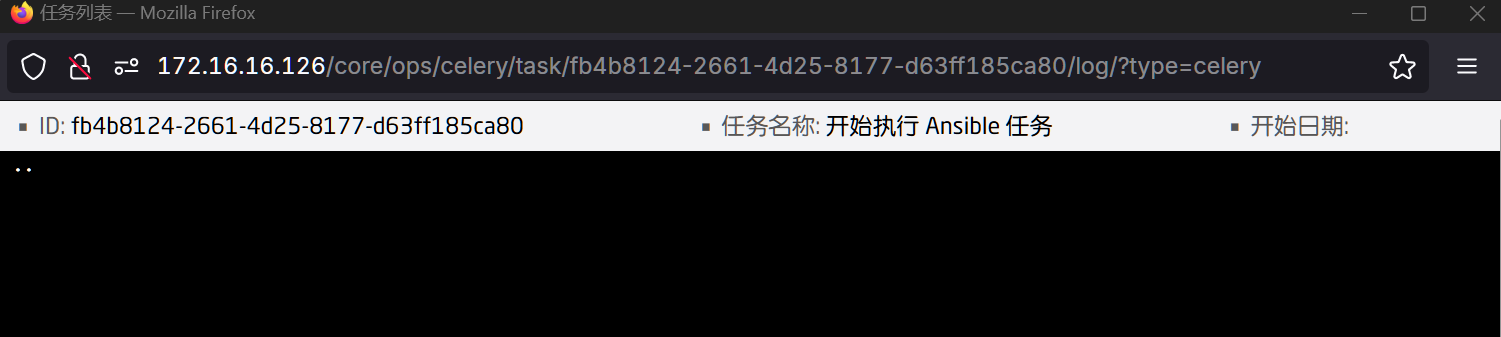 任务列表 — Mozilla Firefox
172.16.16.126/core/ops/celery/task/fb4b8124-2661-4d25-8177-d63ff185ca80/log/?type=celery
ID: fb4b8124-2661-4d25-8177-d63ff185ca80 任务名称: 开始执行 Ansible 任务 开始日期:
..